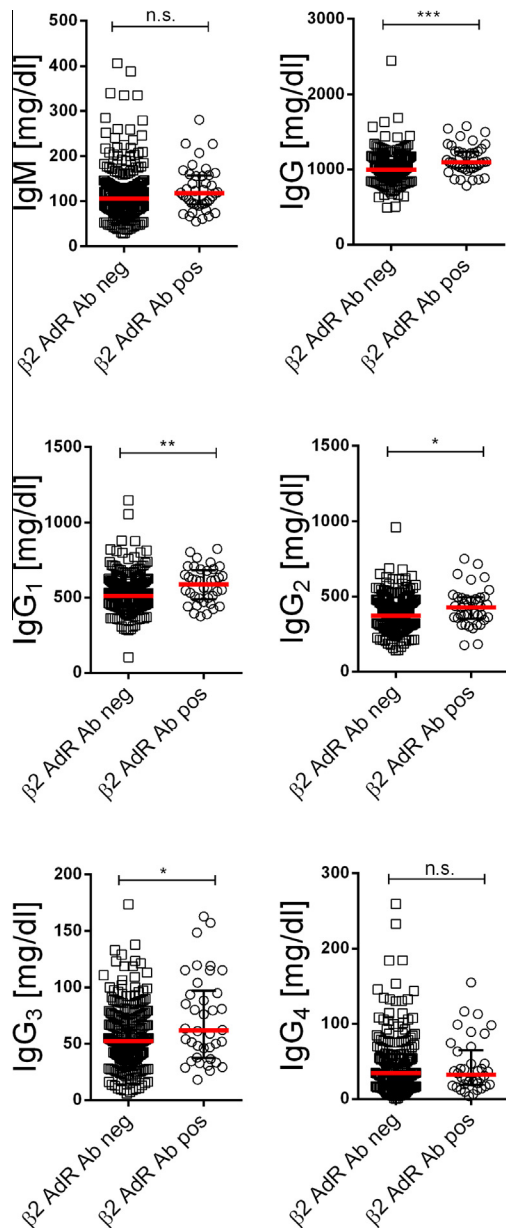 n.s.
IgM [mg/dl]
500
400
300
200
100
0
β2 AdR Ab neg
β2 AdR Ab pos
***
IgG [mg/dl]
3000
2000
1000
0
β2 AdR Ab neg
β2 AdR Ab pos
**
IgG₁ [mg/dl]
1500
1000
500
0
β2 AdR Ab neg
β2 AdR Ab pos
*
IgG₂ [mg/dl]
1500
1000
500
0
β2 AdR Ab neg
β2 AdR Ab pos
*
IgG₃ [mg/dl]
200
150
100
50
0
β2 AdR Ab neg
β2 AdR Ab pos
n.s.
IgG₄ [mg/dl]
300
200
100
0
β2 AdR Ab neg
β2 AdR Ab pos